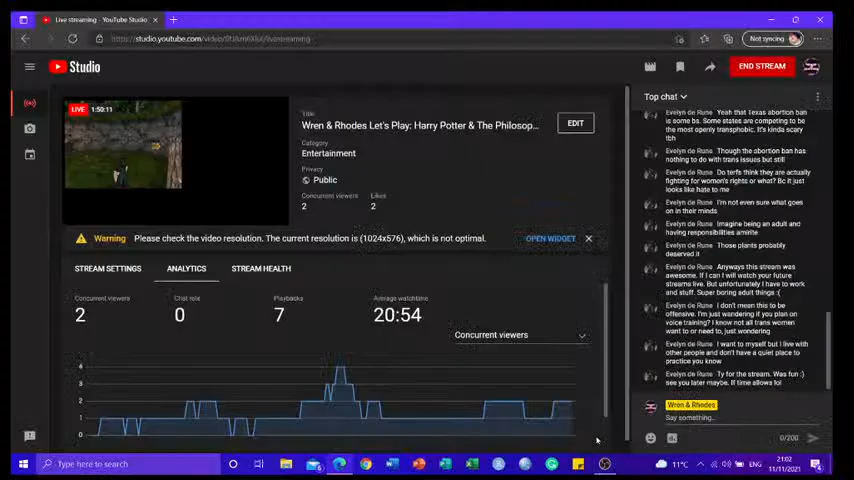 Live streaming - YouTube Studio
Not syncing
Studio
END STREAM
LIVE 1:50:11
Title
Wren & Rhodes Let's Play: Harry Potter & The Philosop...
EDIT
Category
Entertainment
Privacy
Public
Concurrent viewers Likes
2 2
Warning Please check the video resolution. The current resolution is (1024x576), which is not optimal. OPEN WIDGET
STREAM SETTINGS ANALYTICS STREAM HEALTH
Concurrent viewers Chat rate Playbacks Average watchtime
2 0 7 20:54
Concurrent viewers
4
3
2
1
0
Top chat
Evelyn de Rune Yeah that Texas abortion ban
is some bs. Some states are competing to be
the most openly transphobic. It's kinda scary
tbh
Evelyn de Rune Though the abortion ban has
nothing to do with trans issues but still
Evelyn de Rune Do terfs think they are actually
fighting for women's rights or what? Bc it just
looks like hate to me
Evelyn de Rune I'm not even sure what goes
on in their minds
Evelyn de Rune Imagine being an adult and
having responsibilities amirite
Evelyn de Rune Those plants probably
deserved it
Evelyn de Rune Anyways this stream was
awesome. If I can I will watch your future
streams live. But unfortunately I have to work
and stuff. Super boring adult things :(
Evelyn de Rune I don't mean this to be
offensive. I'm just wandering if you plan on
voice training? I know not all trans women
want to or need to, just wondering
Evelyn de Rune I want to myself but I live with
other people and don't have a quiet place to
practice you know
Evelyn de Rune Ty for the stream. Was fun :)
see you later maybe. If time allows lol
Wren & Rhodes
Say something...
0/200
Type here to search
11°C
ENG
21:02
11/11/2021